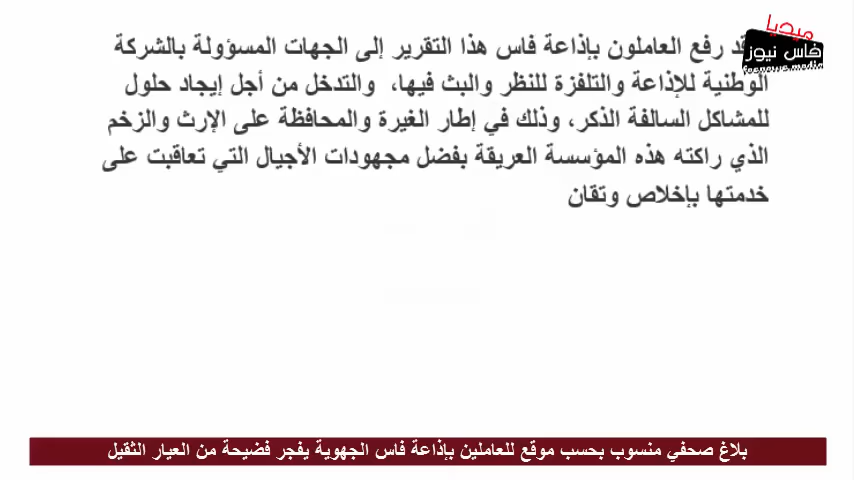 ميديا
فاس نيوز
fesnews.media
قد رفع العاملون بإذاعة فاس هذا التقرير إلى الجهات المسؤولة بالشركة
الوطنية للإذاعة والتلفزة للنظر والبث فيها، والتدخل من أجل إيجاد حلول
للمشاكل السالفة الذكر، وذلك في إطار الغيرة والمحافظة على الإرث والزخم
الذي راكته هذه المؤسسة العريقة بفضل مجهودات الأجيال التي تعاقبت على
خدمتها بإخلاص وتقان
بلاغ صحفي منسوب بحسب موقع للعاملين بإذاعة فاس الجهوية يفجر فضيحة من العيار الثقيل